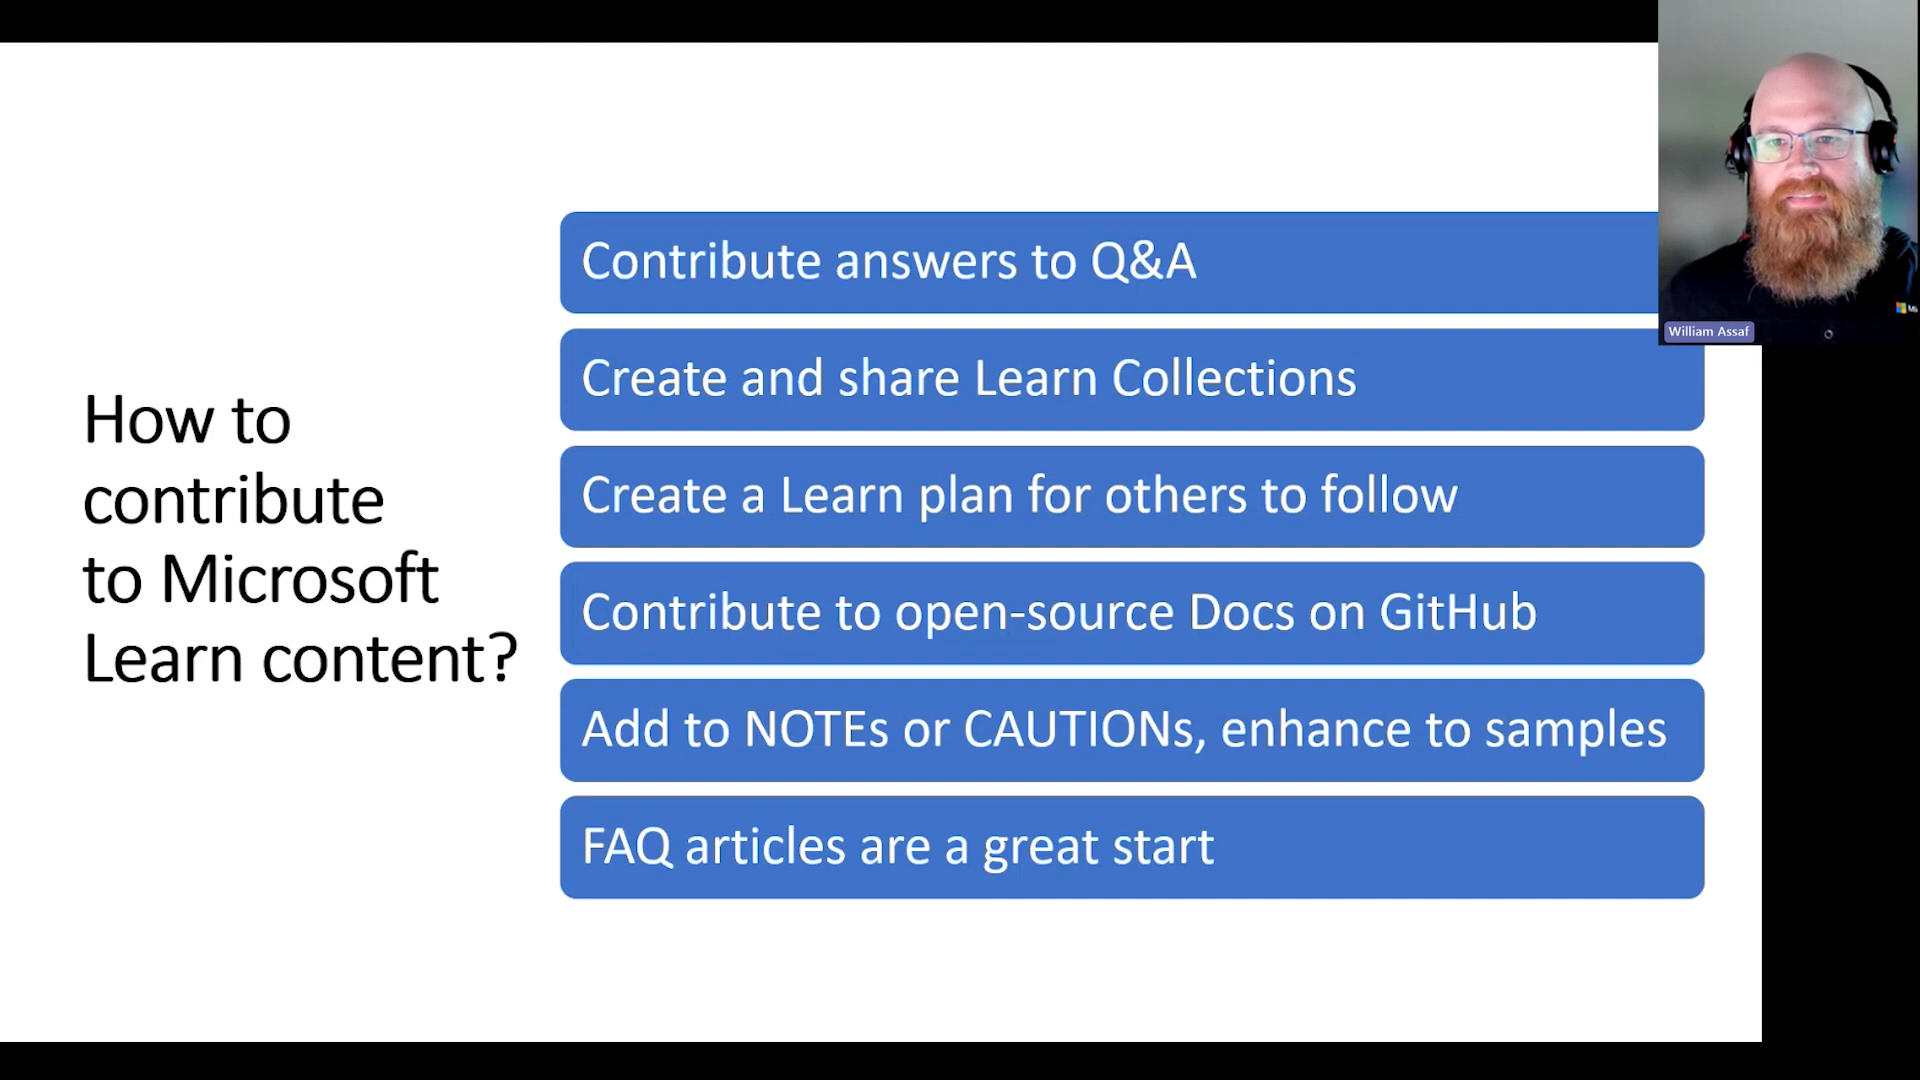 How to
contribute
to Microsoft
Learn content?
Contribute answers to Q&A
Create and share Learn Collections
Create a Learn plan for others to follow
Contribute to open-source Docs on GitHub
Add to NOTEs or CAUTIONs, enhance to samples
FAQ articles are a great start
William Assaf